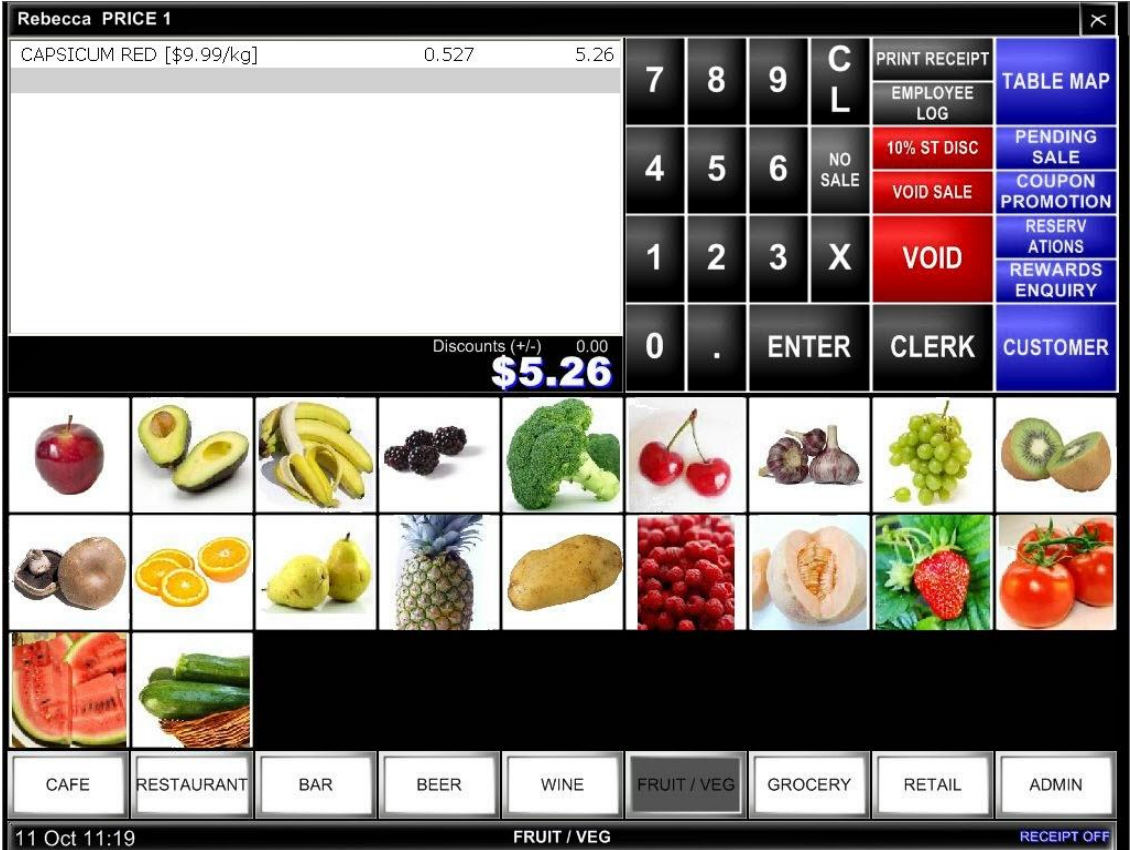 Rebecca PRICE 1
CAPSICUM RED [$9.99/kg] 0.527 5.26
Discounts (+/-) 0.00
$5.26
7 8 9 C
L
PRINT RECEIPT
EMPLOYEE
LOG
TABLE MAP
4 5 6 NO
SALE
10% ST DISC
VOID SALE
PENDING
SALE
COUPON
PROMOTION
1 2 3 X
VOID
RESERV
ATIONS
REWARDS
ENQUIRY
0 . ENTER CLERK CUSTOMER
CAFE RESTAURANT BAR BEER WINE FRUIT / VEG GROCERY RETAIL ADMIN
11 Oct 11:19 FRUIT / VEG RECEIPT OFF